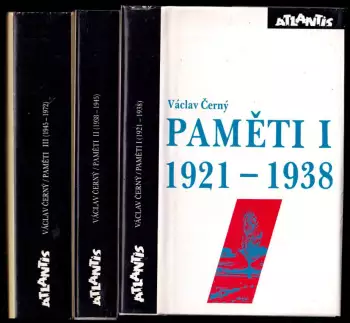 VÁCLAV ČERNÝ / PAMĚTI III (1945-1972)
ATLANTIS
VÁCLAV ČERNÝ / PAMĚTI II (1938-1945)
ATLANTIS
VÁCLAV ČERNÝ / PAMĚTI I (1921-1938)
ATLANTIS
ATLANTIS
Václav Černý
PAMĚTI I
1921 – 1938